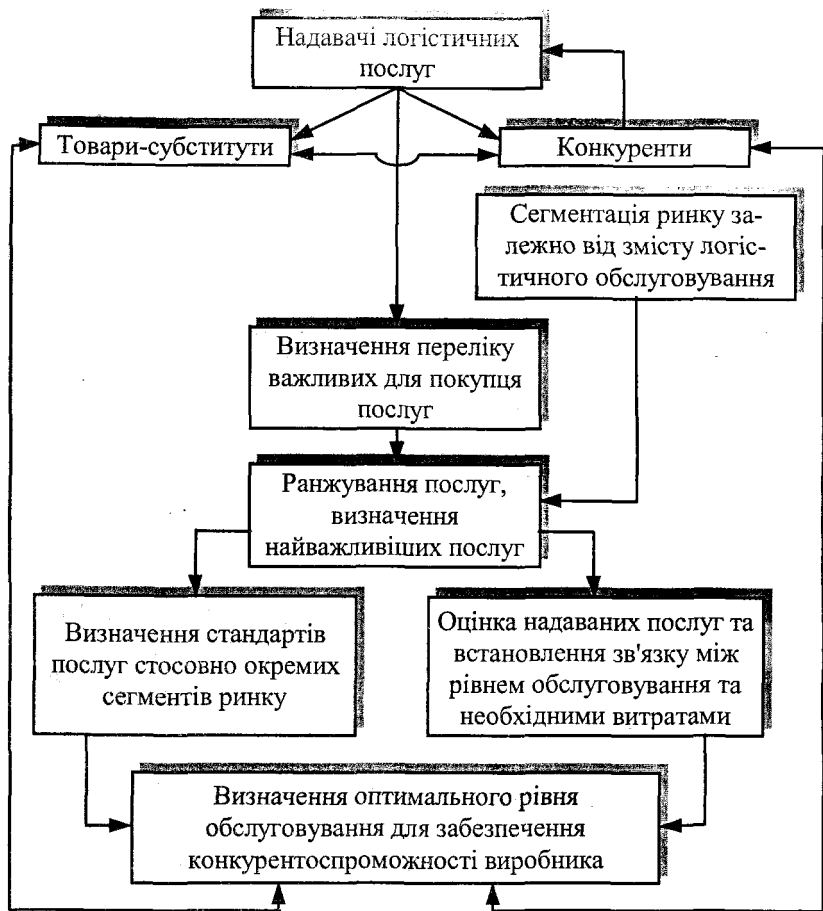 Надавачі логістичних
послуг
Товари-субститути
Конкуренти
Сегментація ринку за-
лежно від змісту логіс-
тичного обслуговування
Визначення переліку
важливих для покупця
послуг
Ранжування послуг,
визначення
найважливіших послуг
Визначення стандартів
послуг стосовно окремих
сегментів ринку
Оцінка надаваних послуг та
встановлення зв'язку між
рівнем обслуговування та
необхідними витратами
Визначення оптимального рівня
обслуговування для забезпечення
конкурентоспроможності виробника